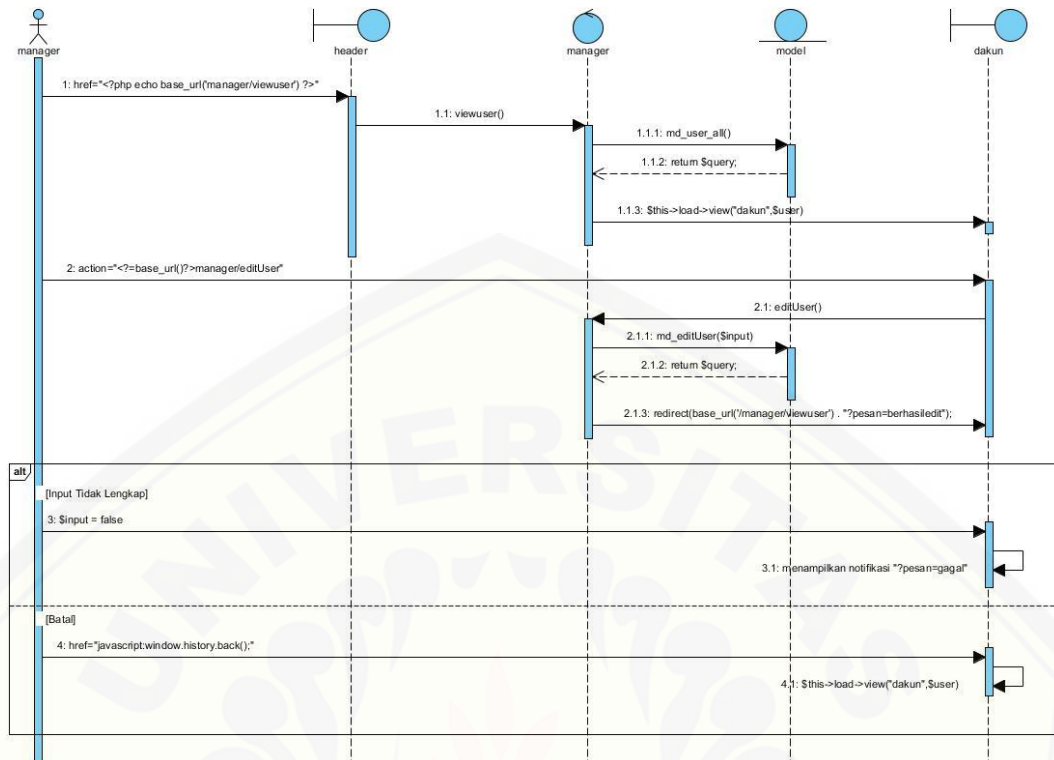 manager
header
manager
model
dakun
1: href="<?php echo base_url('manager/viewuser') ?>"
1.1: viewuser()
1.1.1: md_user_all()
1.1.2: return $query;
1.1.3: $this->load->view("dakun",$user)
2: action="<?=base_url()?>manager/editUser"
2.1: editUser()
2.1.1: md_editUser($input)
2.1.2: return $query;
2.1.3: redirect(base_url('/manager/viewuser') . "?pesan=berhasiledit");
alt
[Input Tidak Lengkap]
3: $input = false
3.1: menampilkan notifikasi "?pesan=gagal"
[Batal]
4: href="javascript:window.history.back();"
4.1: $this->load->view("dakun",$user)
UNIVERSITAS